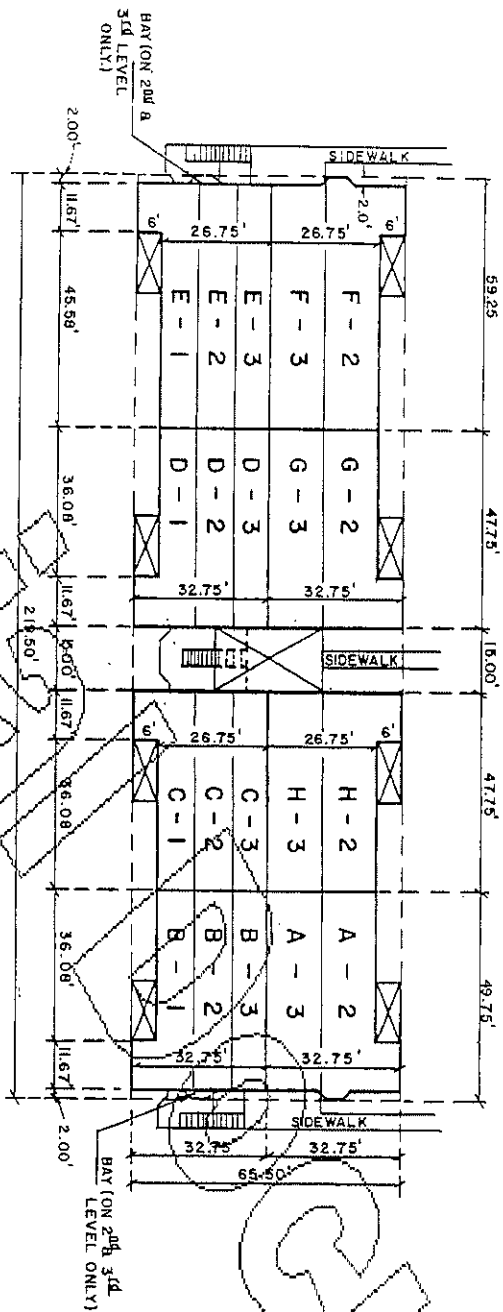 BAY (ON 2nd &
3rd LEVEL
ONLY.)
2.00'
11.67'
45.58'
36.08'
11.67'
15.00'
11.67'
36.08
36.08'
11.67'
2.00'
219.50'
SIDEWALK
2.0'
6'
26.75'
26.75'
6'
59.25
E-1
E-2
E-3
F-3
F-2
D-1
D-2
D-3
G-3
G-2
47.75'
32.75'
32.75'
SIDEWALK
15.00'
6'
26.75'
26.75'
6'
47.75'
C-1
C-2
C-3
H-3
H-2
B-1
B-2
B-3
A-3
A-2
49.75'
32.75'
32.75'
SIDEWALK
32.75'
32.75'
65.50'
BAY (ON 2nd & 3rd
LEVEL ONLY)